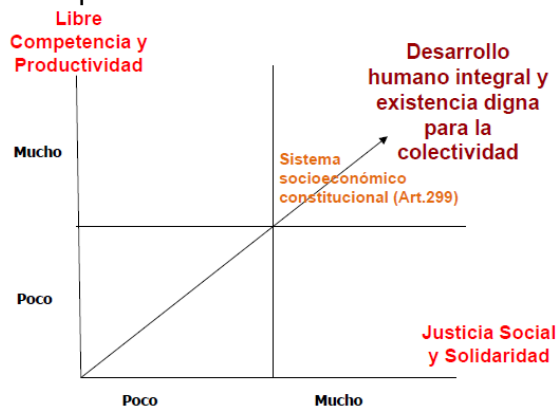 Libre
Competencia y
Productividad
Desarrollo
humano integral y
existencia digna
para la
colectividad
Mucho
Sistema
socioeconómico
constitucional (Art.299)
Poco
Justicia Social
y Solidaridad
Poco
Mucho